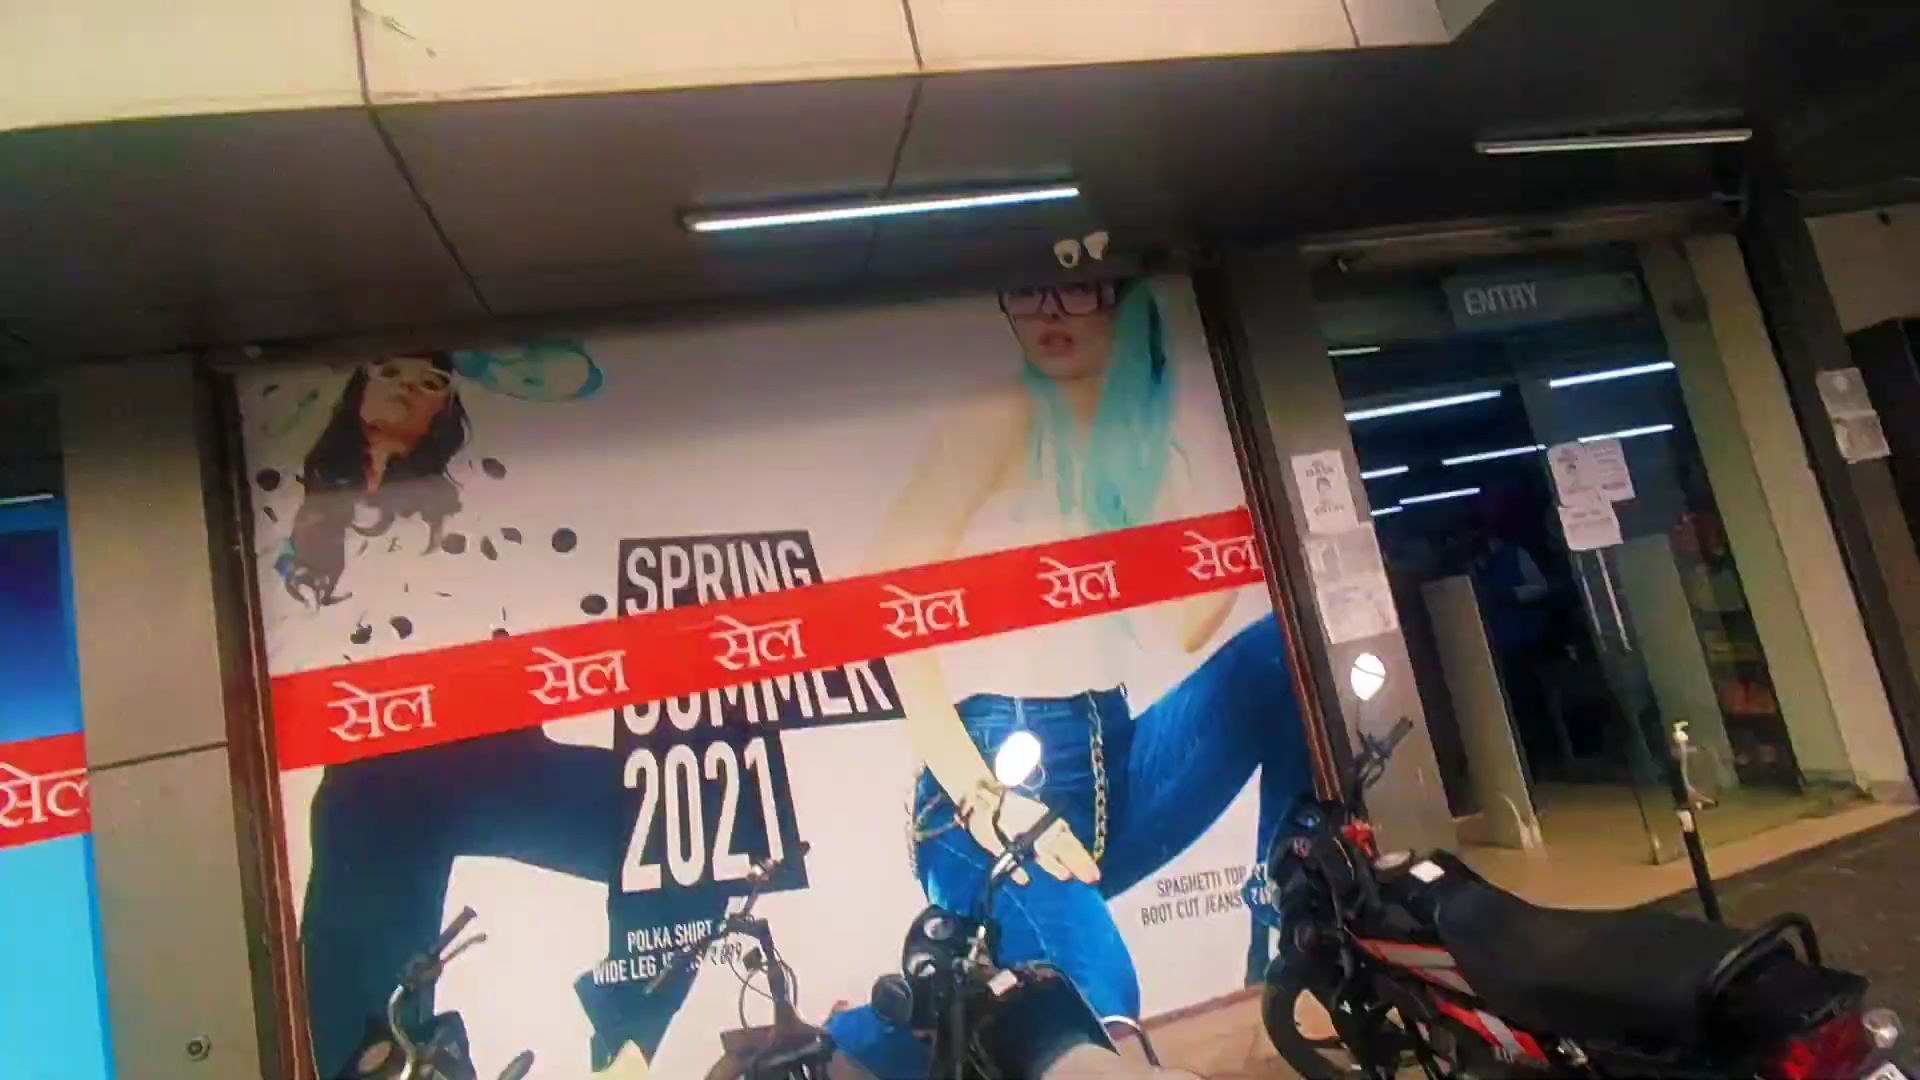 ENTRY
SPRING
सेल सेल सेल सेल सेल
SUMMER
2021
सेल
POLKA SHIRT
WIDE LEG
SPAGHETTI TOP
BOOT CUT JEANS